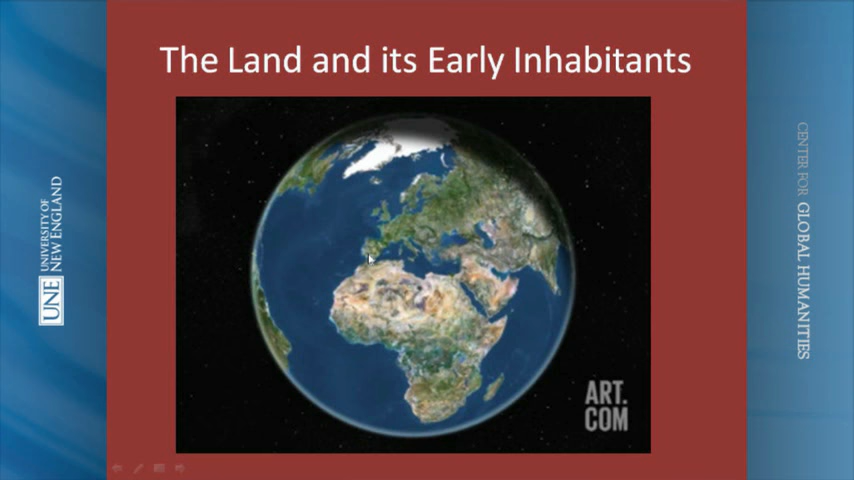 The Land and its Early Inhabitants
UNE
UNIVERSITY OF
NEW ENGLAND
CENTER FOR GLOBAL HUMANITIES
ART.
COM